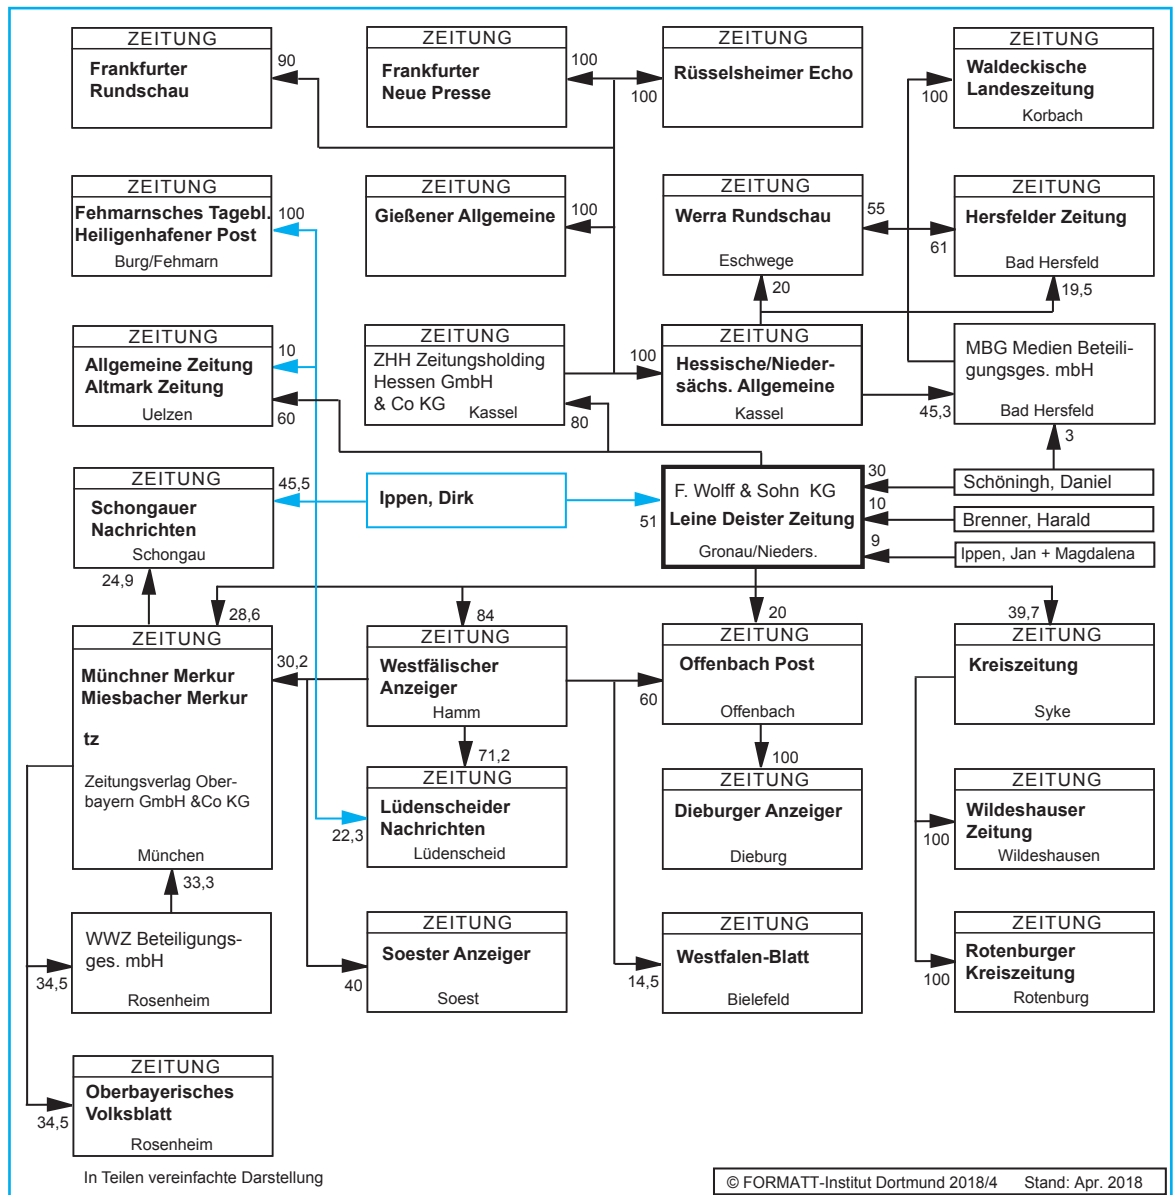 ZEITUNG
Frankfurter
Rundschau
90
ZEITUNG
Frankfurter
Neue Presse
100
100
ZEITUNG
Rüsselsheimer Echo
ZEITUNG
Waldeckische
Landeszeitung
Korbach
100
ZEITUNG
Fehmarnsches Tagebl.
Heiligenhafener Post
Burg/Fehmarn
100
ZEITUNG
Gießener Allgemeine
100
ZEITUNG
Werra Rundschau
Eschwege
55
20
ZEITUNG
Hersfelder Zeitung
Bad Hersfeld
61
19,5
ZEITUNG
Allgemeine Zeitung
Altmark Zeitung
Uelzen
10
60
ZHH Zeitungsholding
Hessen GmbH
& Co KG
Kassel
80
100
ZEITUNG
Hessische/Nieder-
sächs. Allgemeine
Kassel
MBG Medien Beteili-
gungsges. mbH
Bad Hersfeld
45,3
3
ZEITUNG
Schongauer
Nachrichten
Schongau
45,5
24,9
Ippen, Dirk
51
F. Wolff & Sohn KG
Leine Deister Zeitung
Gronau/Nieders.
30
Schöningh, Daniel
10
Brenner, Harald
9
Ippen, Jan + Magdalena
28,6
84
20
39,7
ZEITUNG
Münchner Merkur
Miesbacher Merkur
tz
Zeitungsverlag Ober-
bayern GmbH &Co KG
München
30,2
33,3
ZEITUNG
Westfälischer
Anzeiger
Hamm
71,2
ZEITUNG
Offenbach Post
Offenbach
60
100
ZEITUNG
Kreiszeitung
Syke
ZEITUNG
Lüdenscheider
Nachrichten
Lüdenscheid
22,3
ZEITUNG
Dieburger Anzeiger
Dieburg
ZEITUNG
Wildeshauser
Zeitung
Wildeshausen
100
WWZ Beteiligungs-
ges. mbH
Rosenheim
34,5
ZEITUNG
Soester Anzeiger
Soest
40
ZEITUNG
Westfalen-Blatt
Bielefeld
14,5
ZEITUNG
Rotenburger
Kreiszeitung
Rotenburg
100
ZEITUNG
Oberbayerisches
Volksblatt
Rosenheim
34,5
In Teilen vereinfachte Darstellung
© FORMATT-Institut Dortmund 2018/4 Stand: Apr. 2018